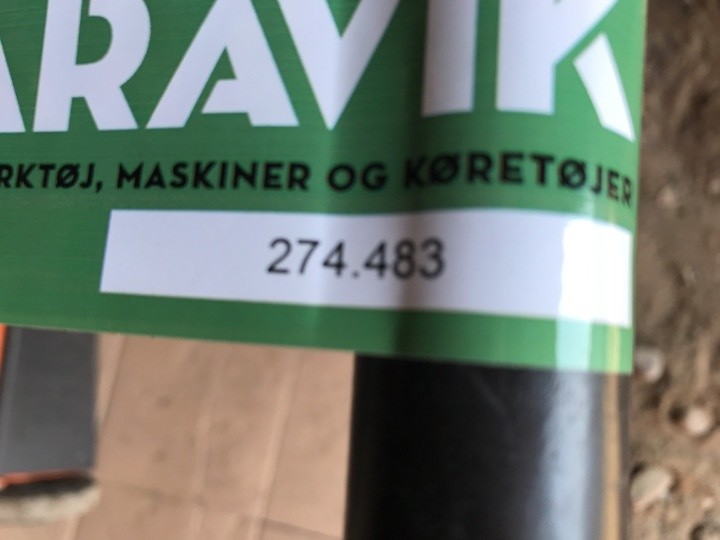 ARAVIK
RKTØJ, MASKINER OG KØRETØJER
274.483